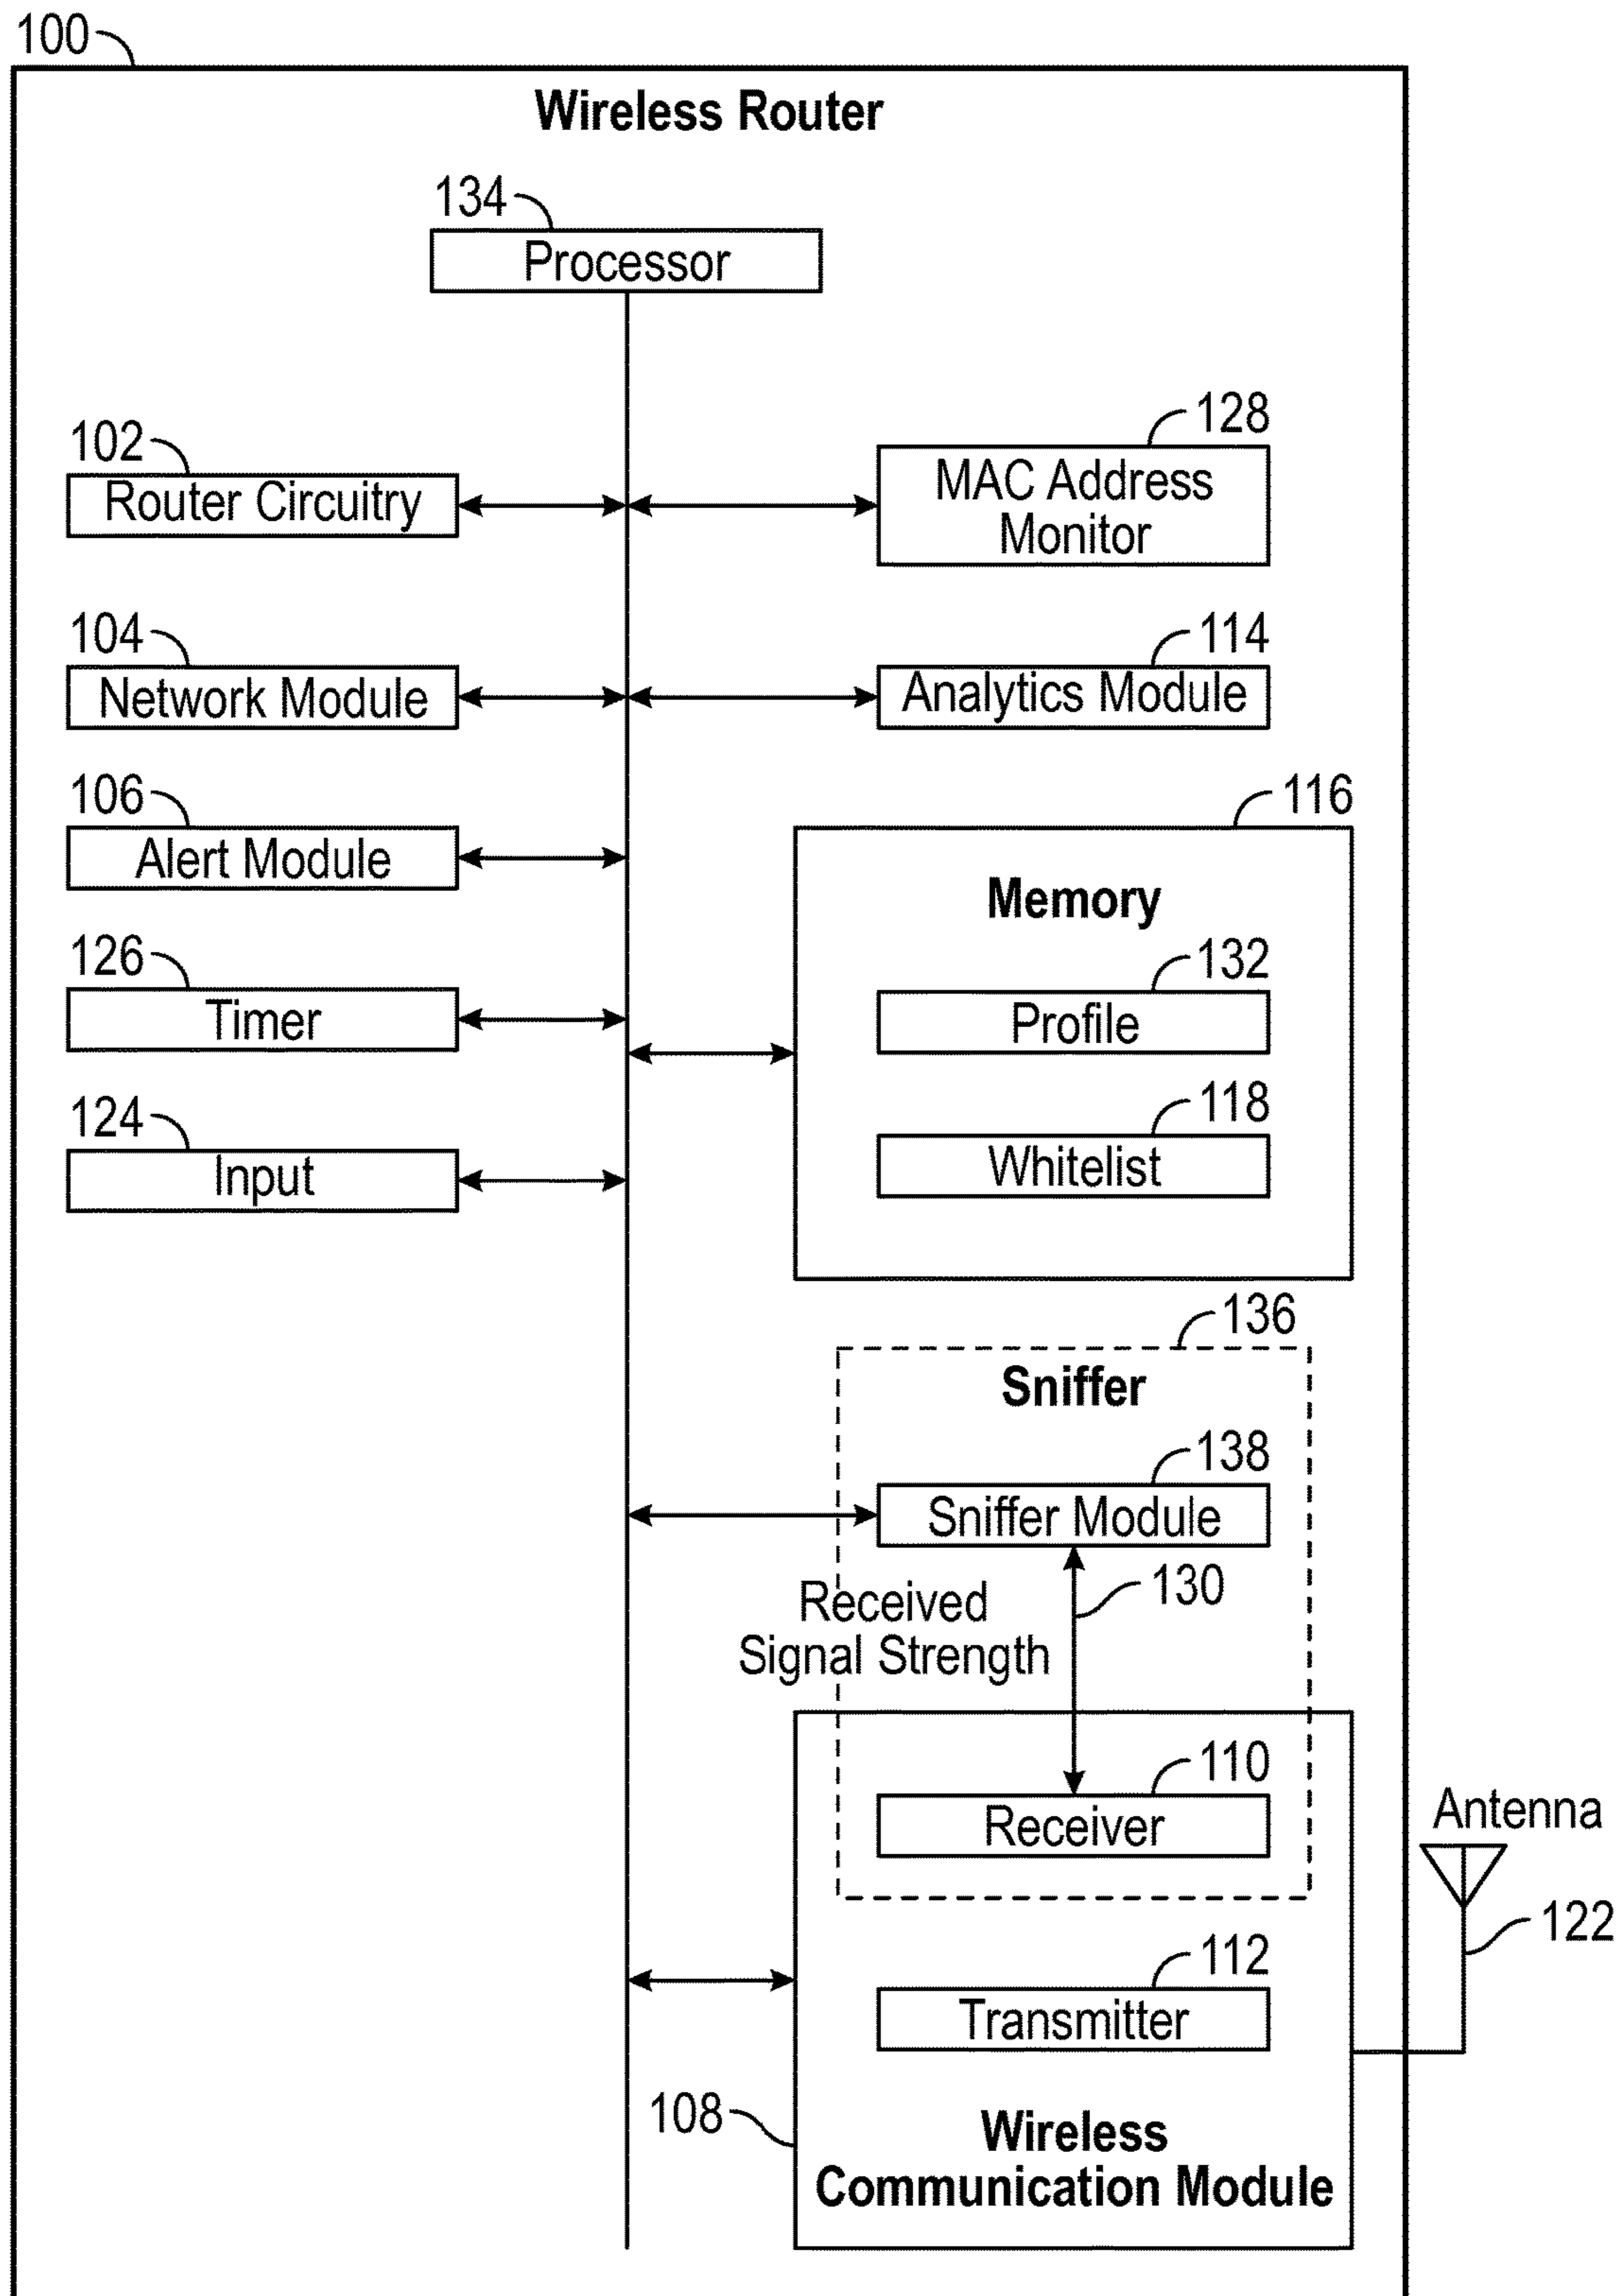 100
Wireless Router
134
Processor
102
Router Circuitry
128
MAC Address
Monitor
104
Network Module
114
Analytics Module
106
Alert Module
116
Memory
126
Timer
132
Profile
124
Input
118
Whitelist
136
Sniffer
138
Sniffer Module
130
Received
Signal Strength
110
Receiver
Antenna
122
112
Transmitter
108
Wireless
Communication Module